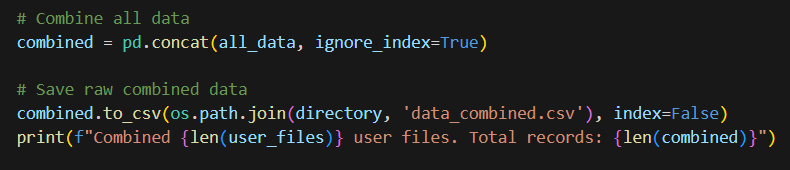 # Combine all data
combined = pd.concat(all_data, ignore_index=True)
# Save raw combined data
combined.to_csv(os.path.join(directory, 'data_combined.csv'), index=False)
print(f"Combined {len(user_files)} user files. Total records: {len(combined)}")